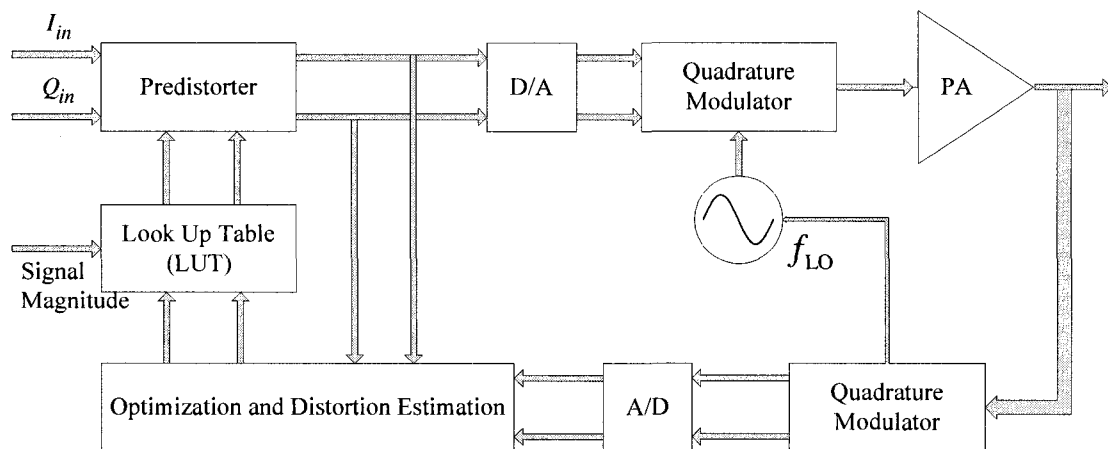 I_in
Q_in
Predistorter
D/A
Quadrature
Modulator
PA
Look Up Table
(LUT)
Signal
Magnitude
f_LO
Optimization and Distortion Estimation
A/D
Quadrature
Modulator